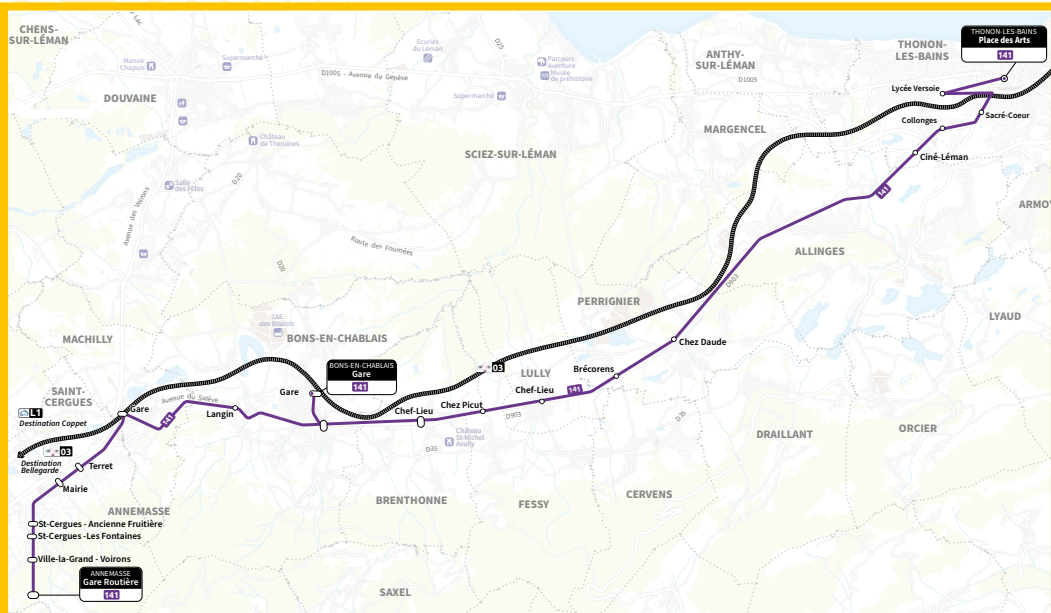 CHENS-
SUR-LÉMAN
Lac
Manoir
Chapuis
Supermarché
Ecuries
du Léman
D25
D1005 - Avenue de Genève
Parcours
Aventure
Musée
de préhistoire
Supermarché
ANTHY-
SUR-LÉMAN
D1005
THONON-
LES-BAINS
THONON-LES-BAINS
Place des Arts
141
Lycée Versoie
Sacré-Coeur
Collonges
Ciné-Léman
DOUVAINE
Château
de Thenières
D20
Salle
des Fêtes
Avenue des Voirons
SCIEZ-SUR-LÉMAN
MARGENCEL
141
ARMOY
ALLINGES
Route des Fournées
D20
D903
PERRIGNIER
LYAUD
ZAE
des Bracots
MACHILLY
BONS-EN-CHABLAIS
Chez Daude
BONS-EN-CHABLAIS
Gare
141
03
LULLY
Brécorens
SAINT-
CERGUES
Gare
Avenue du Salève
141
Langin
Gare
Chef-Lieu
Chez Picut
Chef-Lieu
141
D903
D35
L1
Destination Coppet
03
Destination
Bellegarde
Château
St-Michel
Avully
D35
DRAILLANT
ORCIER
Terret
Mairie
ANNEMASSE
BRENTHONNE
FESSY
CERVENS
St-Cergues - Ancienne Fruitière
St-Cergues -Les Fontaines
Ville-la-Grand - Voirons
ANNEMASSE
Gare Routière
141
SAXEL